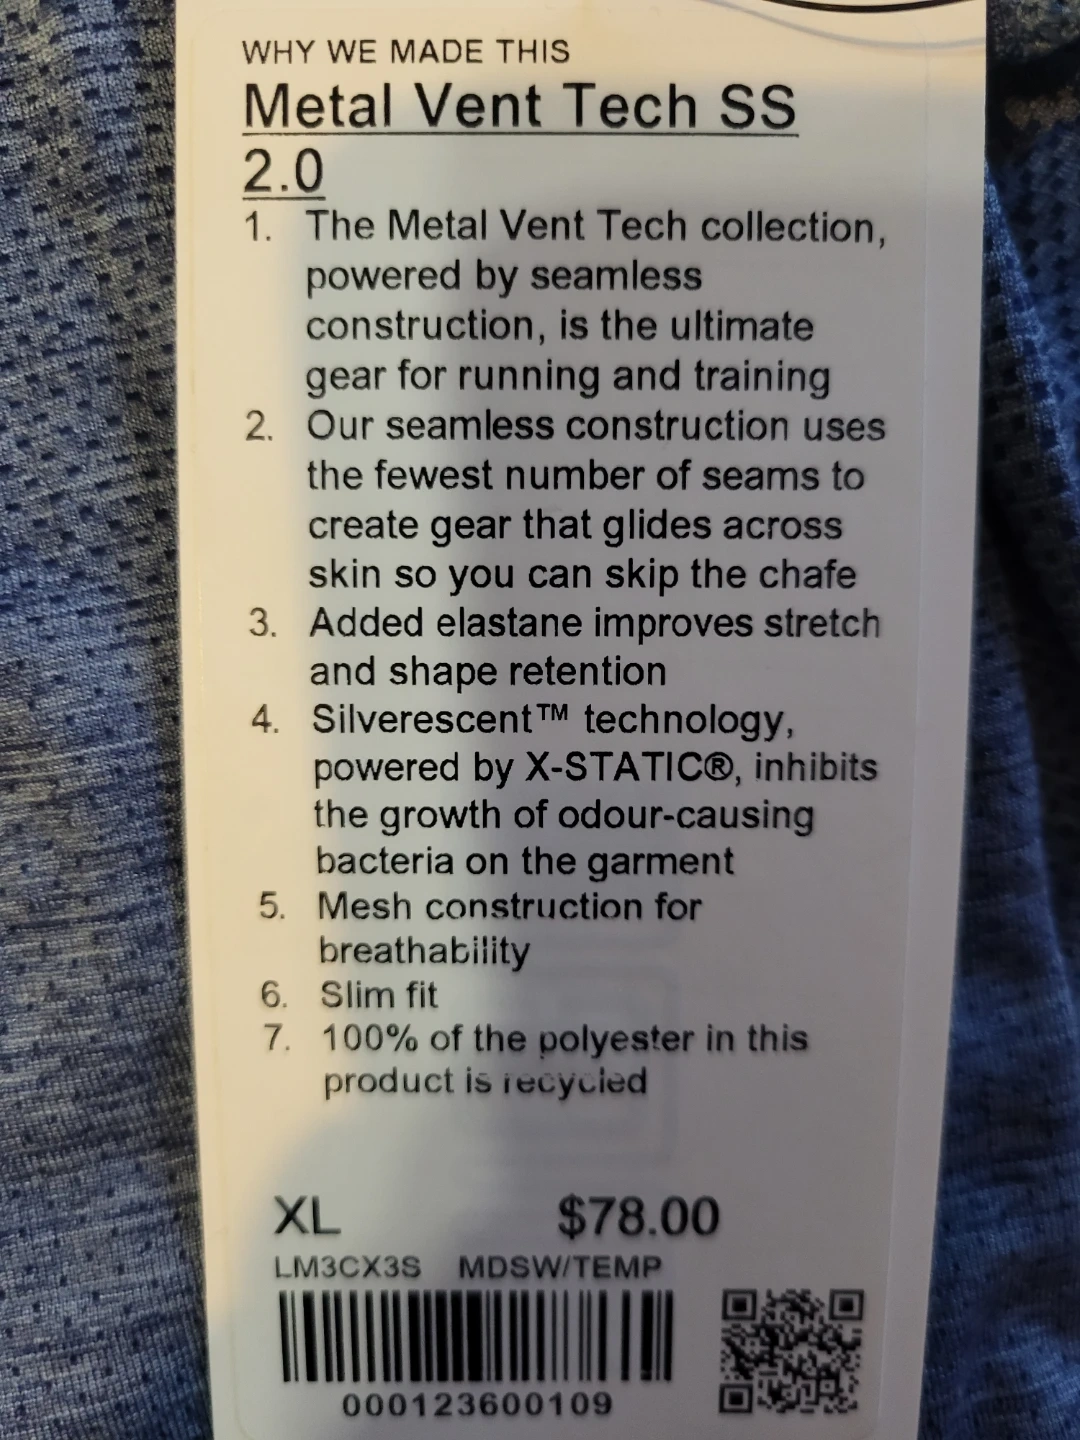 WHY WE MADE THIS
Metal Vent Tech SS
2.0
1. The Metal Vent Tech collection,
powered by seamless
construction, is the ultimate
gear for running and training
2. Our seamless construction uses
the fewest number of seams to
create gear that glides across
skin so you can skip the chafe
3. Added elastane improves stretch
and shape retention
4. Silverescent™ technology,
powered by X-STATIC®, inhibits
the growth of odour-causing
bacteria on the garment
5. Mesh construction for
breathability
6. Slim fit
7. 100% of the polyester in this
product is recycled
XL $78.00
LM3CX3S MDSW/TEMP
000123600109